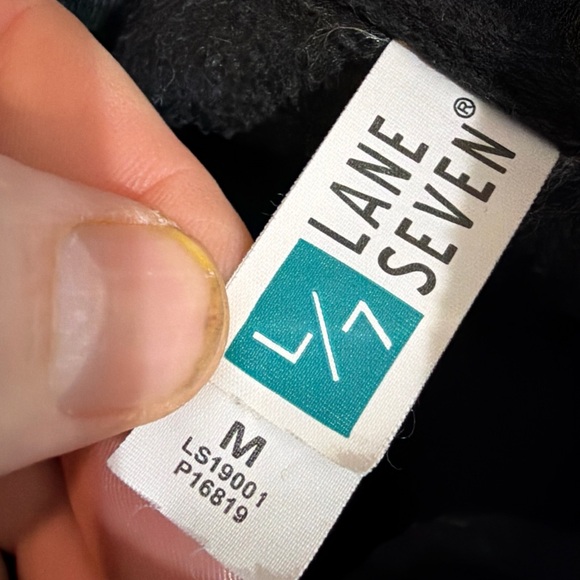 LANE
SEVEN®
L/7
M
LS19001
P16819